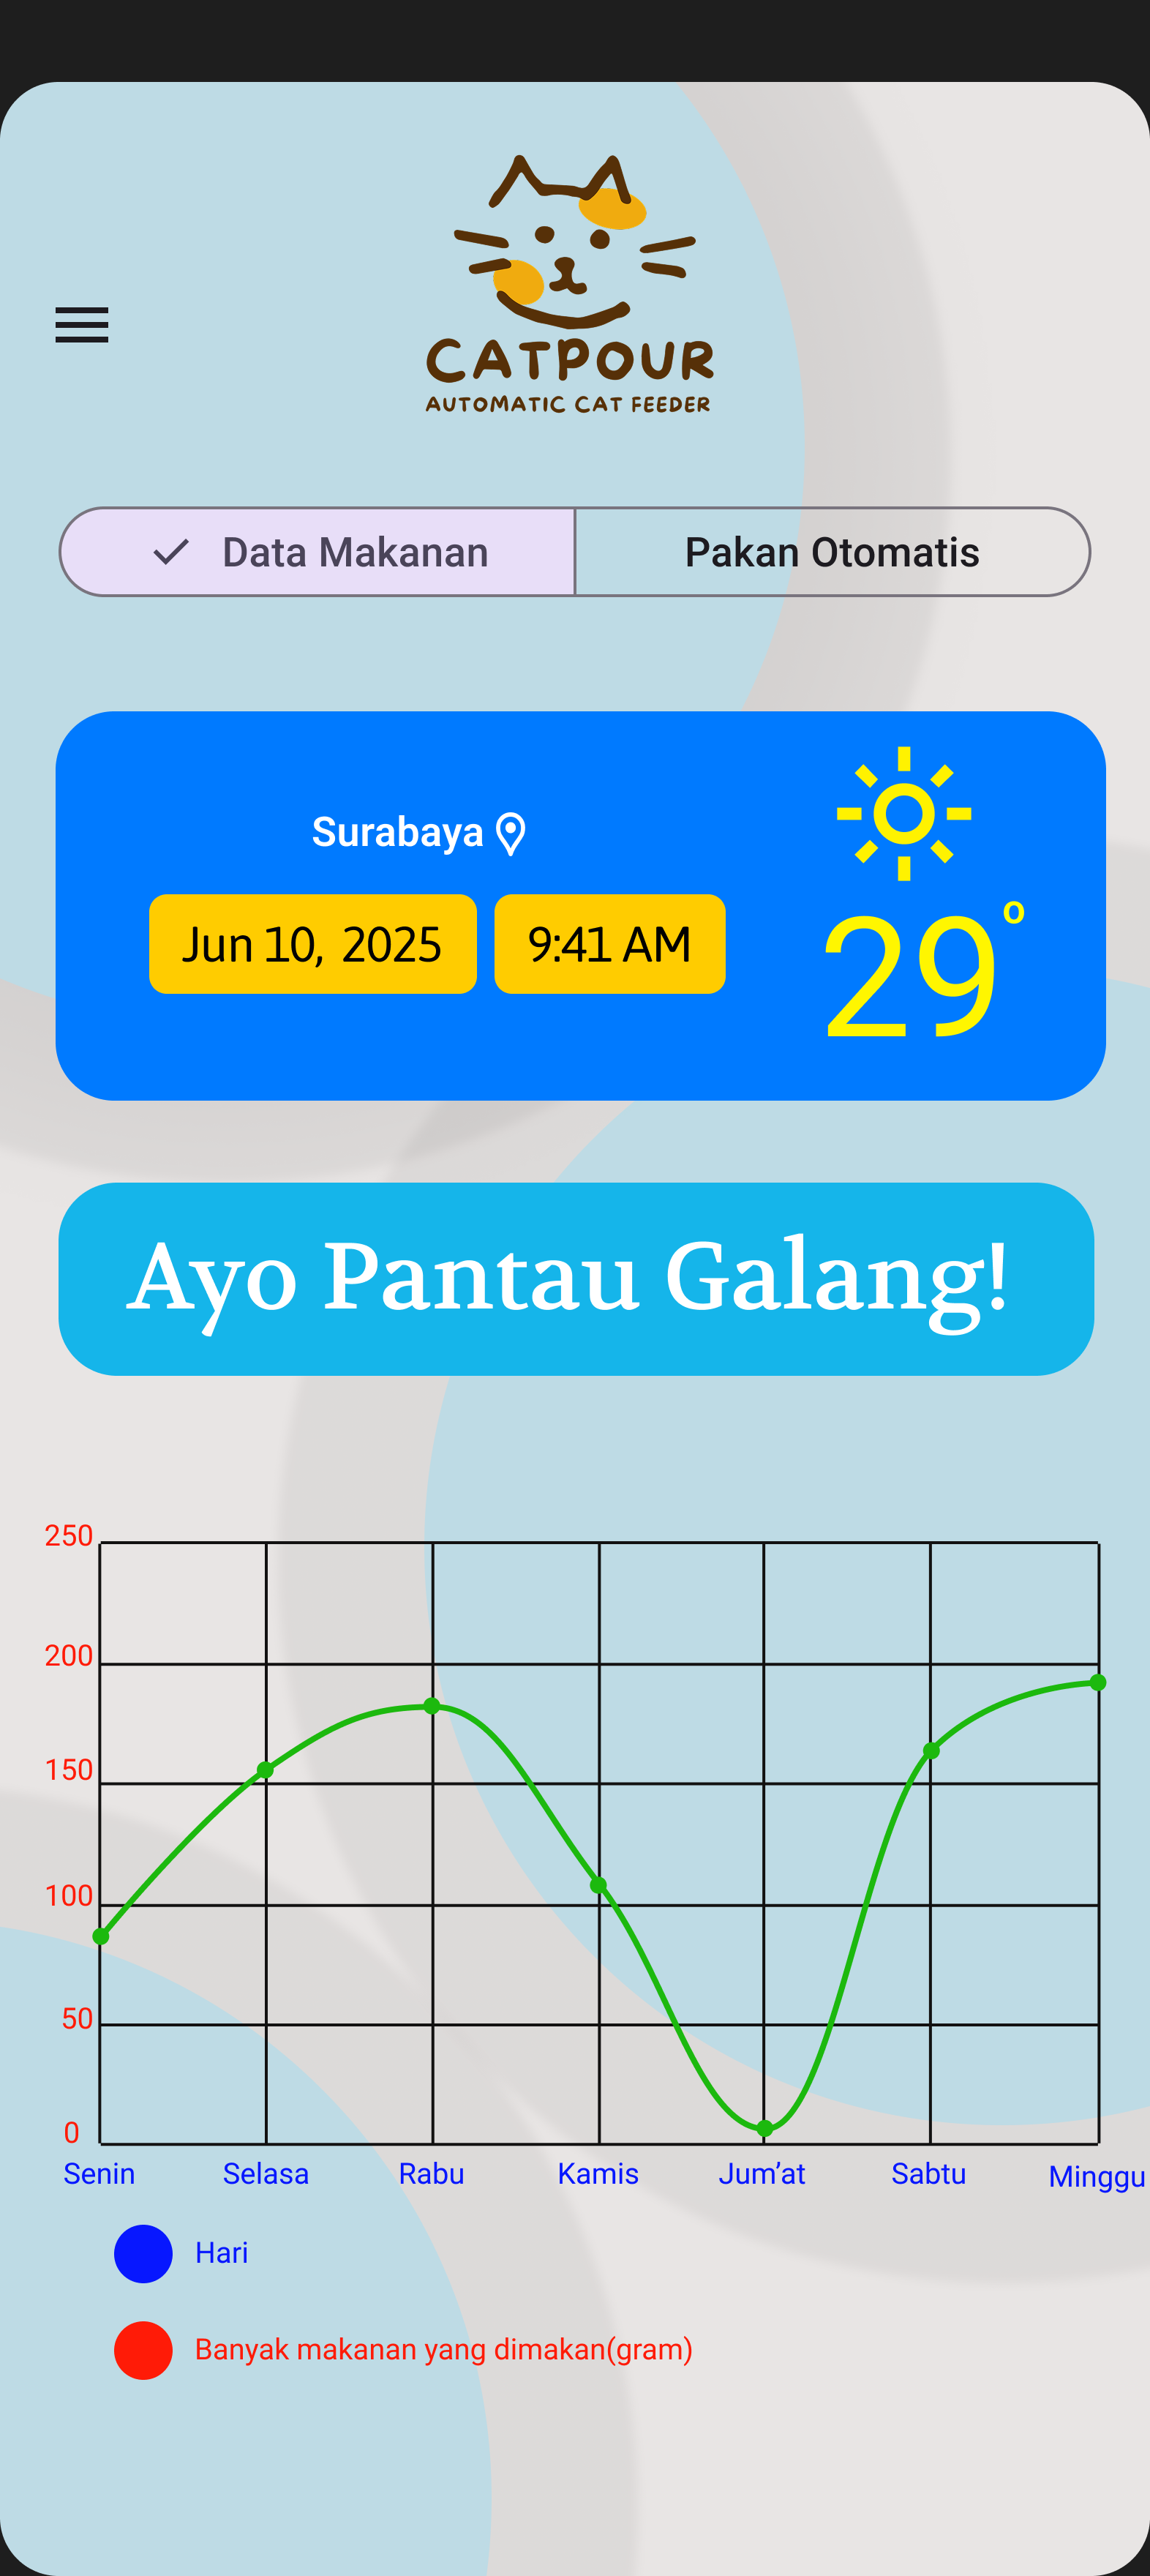 CATPOUR
AUTOMATIC CAT FEEDER
Data Makanan
Pakan Otomatis
Surabaya
Jun 10, 2025
9:41 AM
29°
Ayo Pantau Galang!
250
200
150
100
50
0
Senin Selasa Rabu Kamis Jum’at Sabtu Minggu
Hari
Banyak makanan yang dimakan(gram)